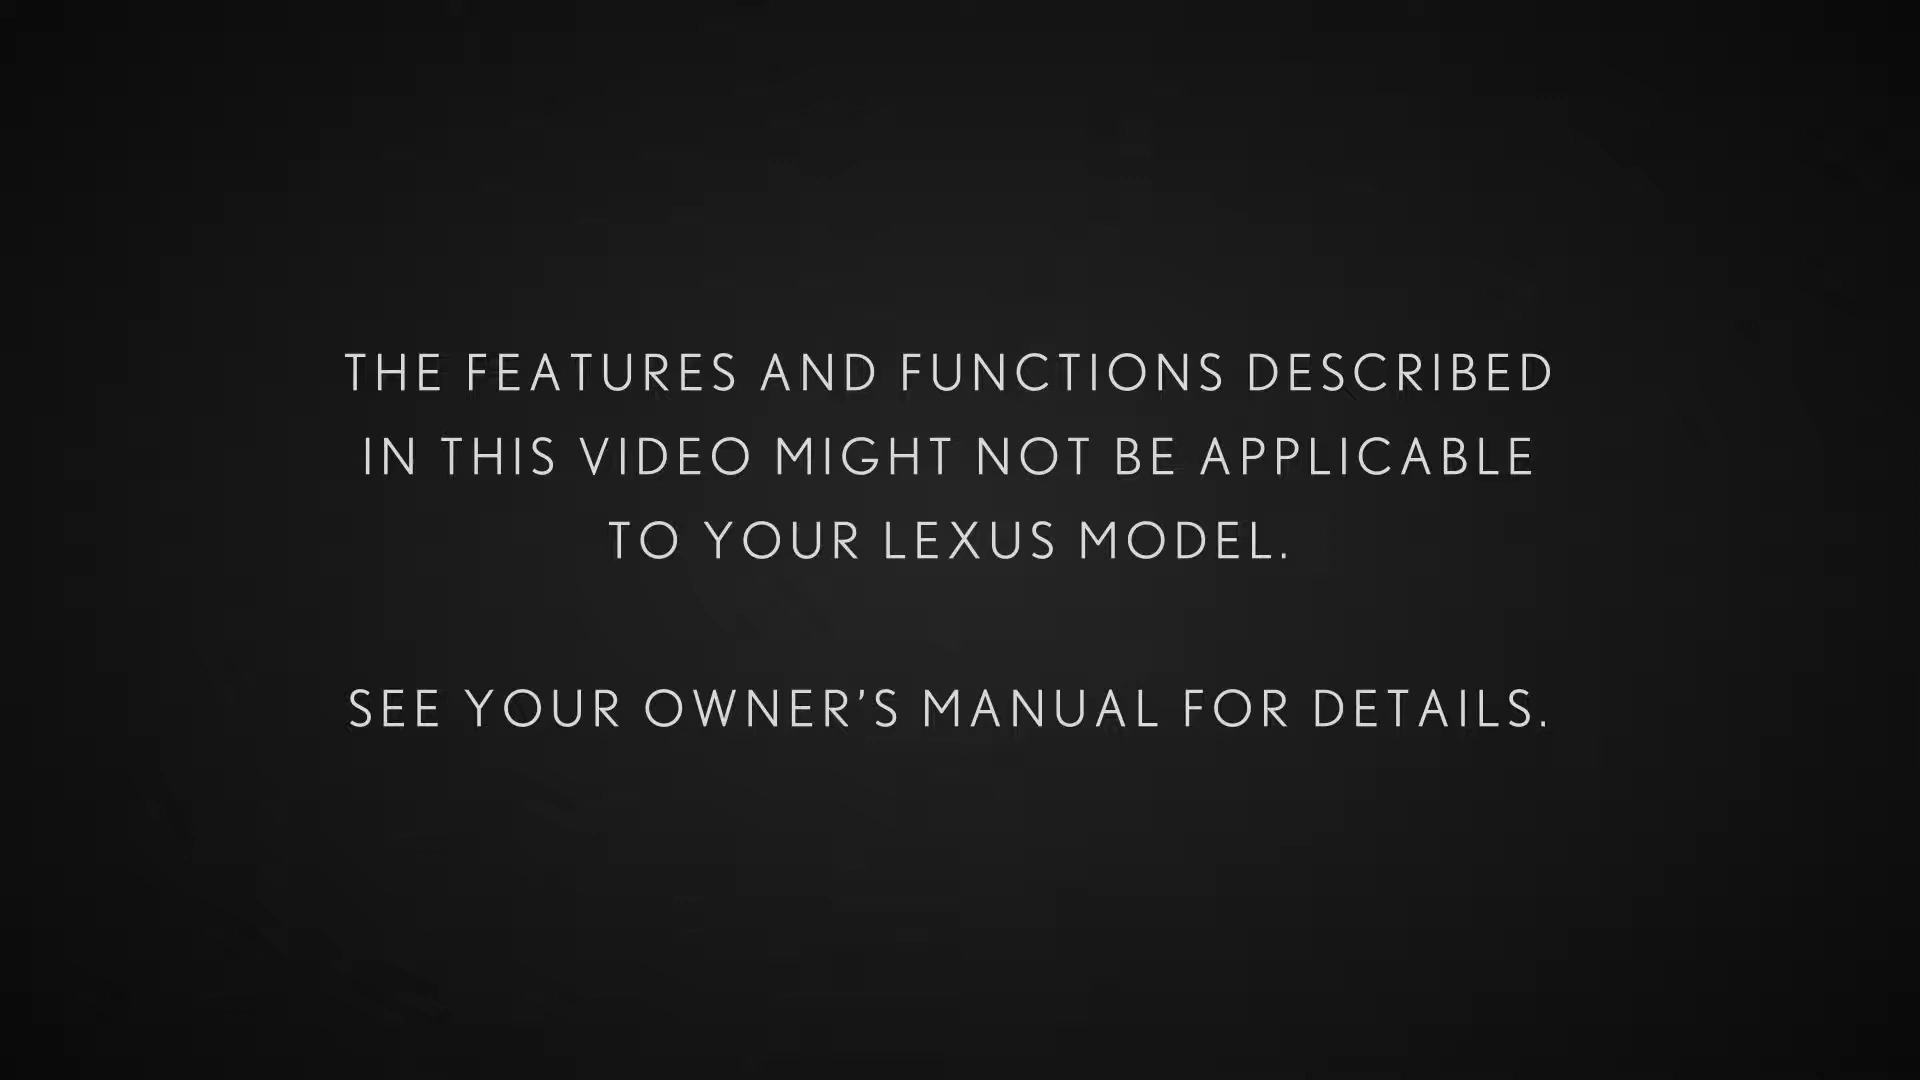 THE FEATURES AND FUNCTIONS DESCRIBED
IN THIS VIDEO MIGHT NOT BE APPLICABLE
TO YOUR LEXUS MODEL.
SEE YOUR OWNER’S MANUAL FOR DETAILS.